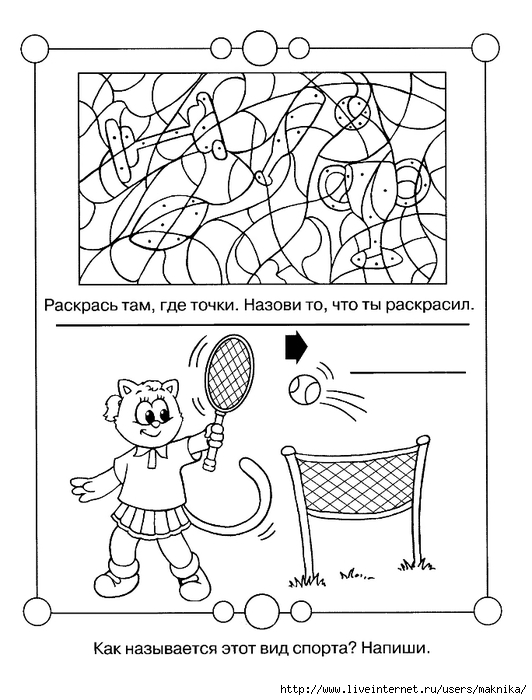 Раскрась там, где точки. Назови то, что ты раскрасил.
Как называется этот вид спорта? Напиши.
http://www.liveinternet.ru/users/maknika/